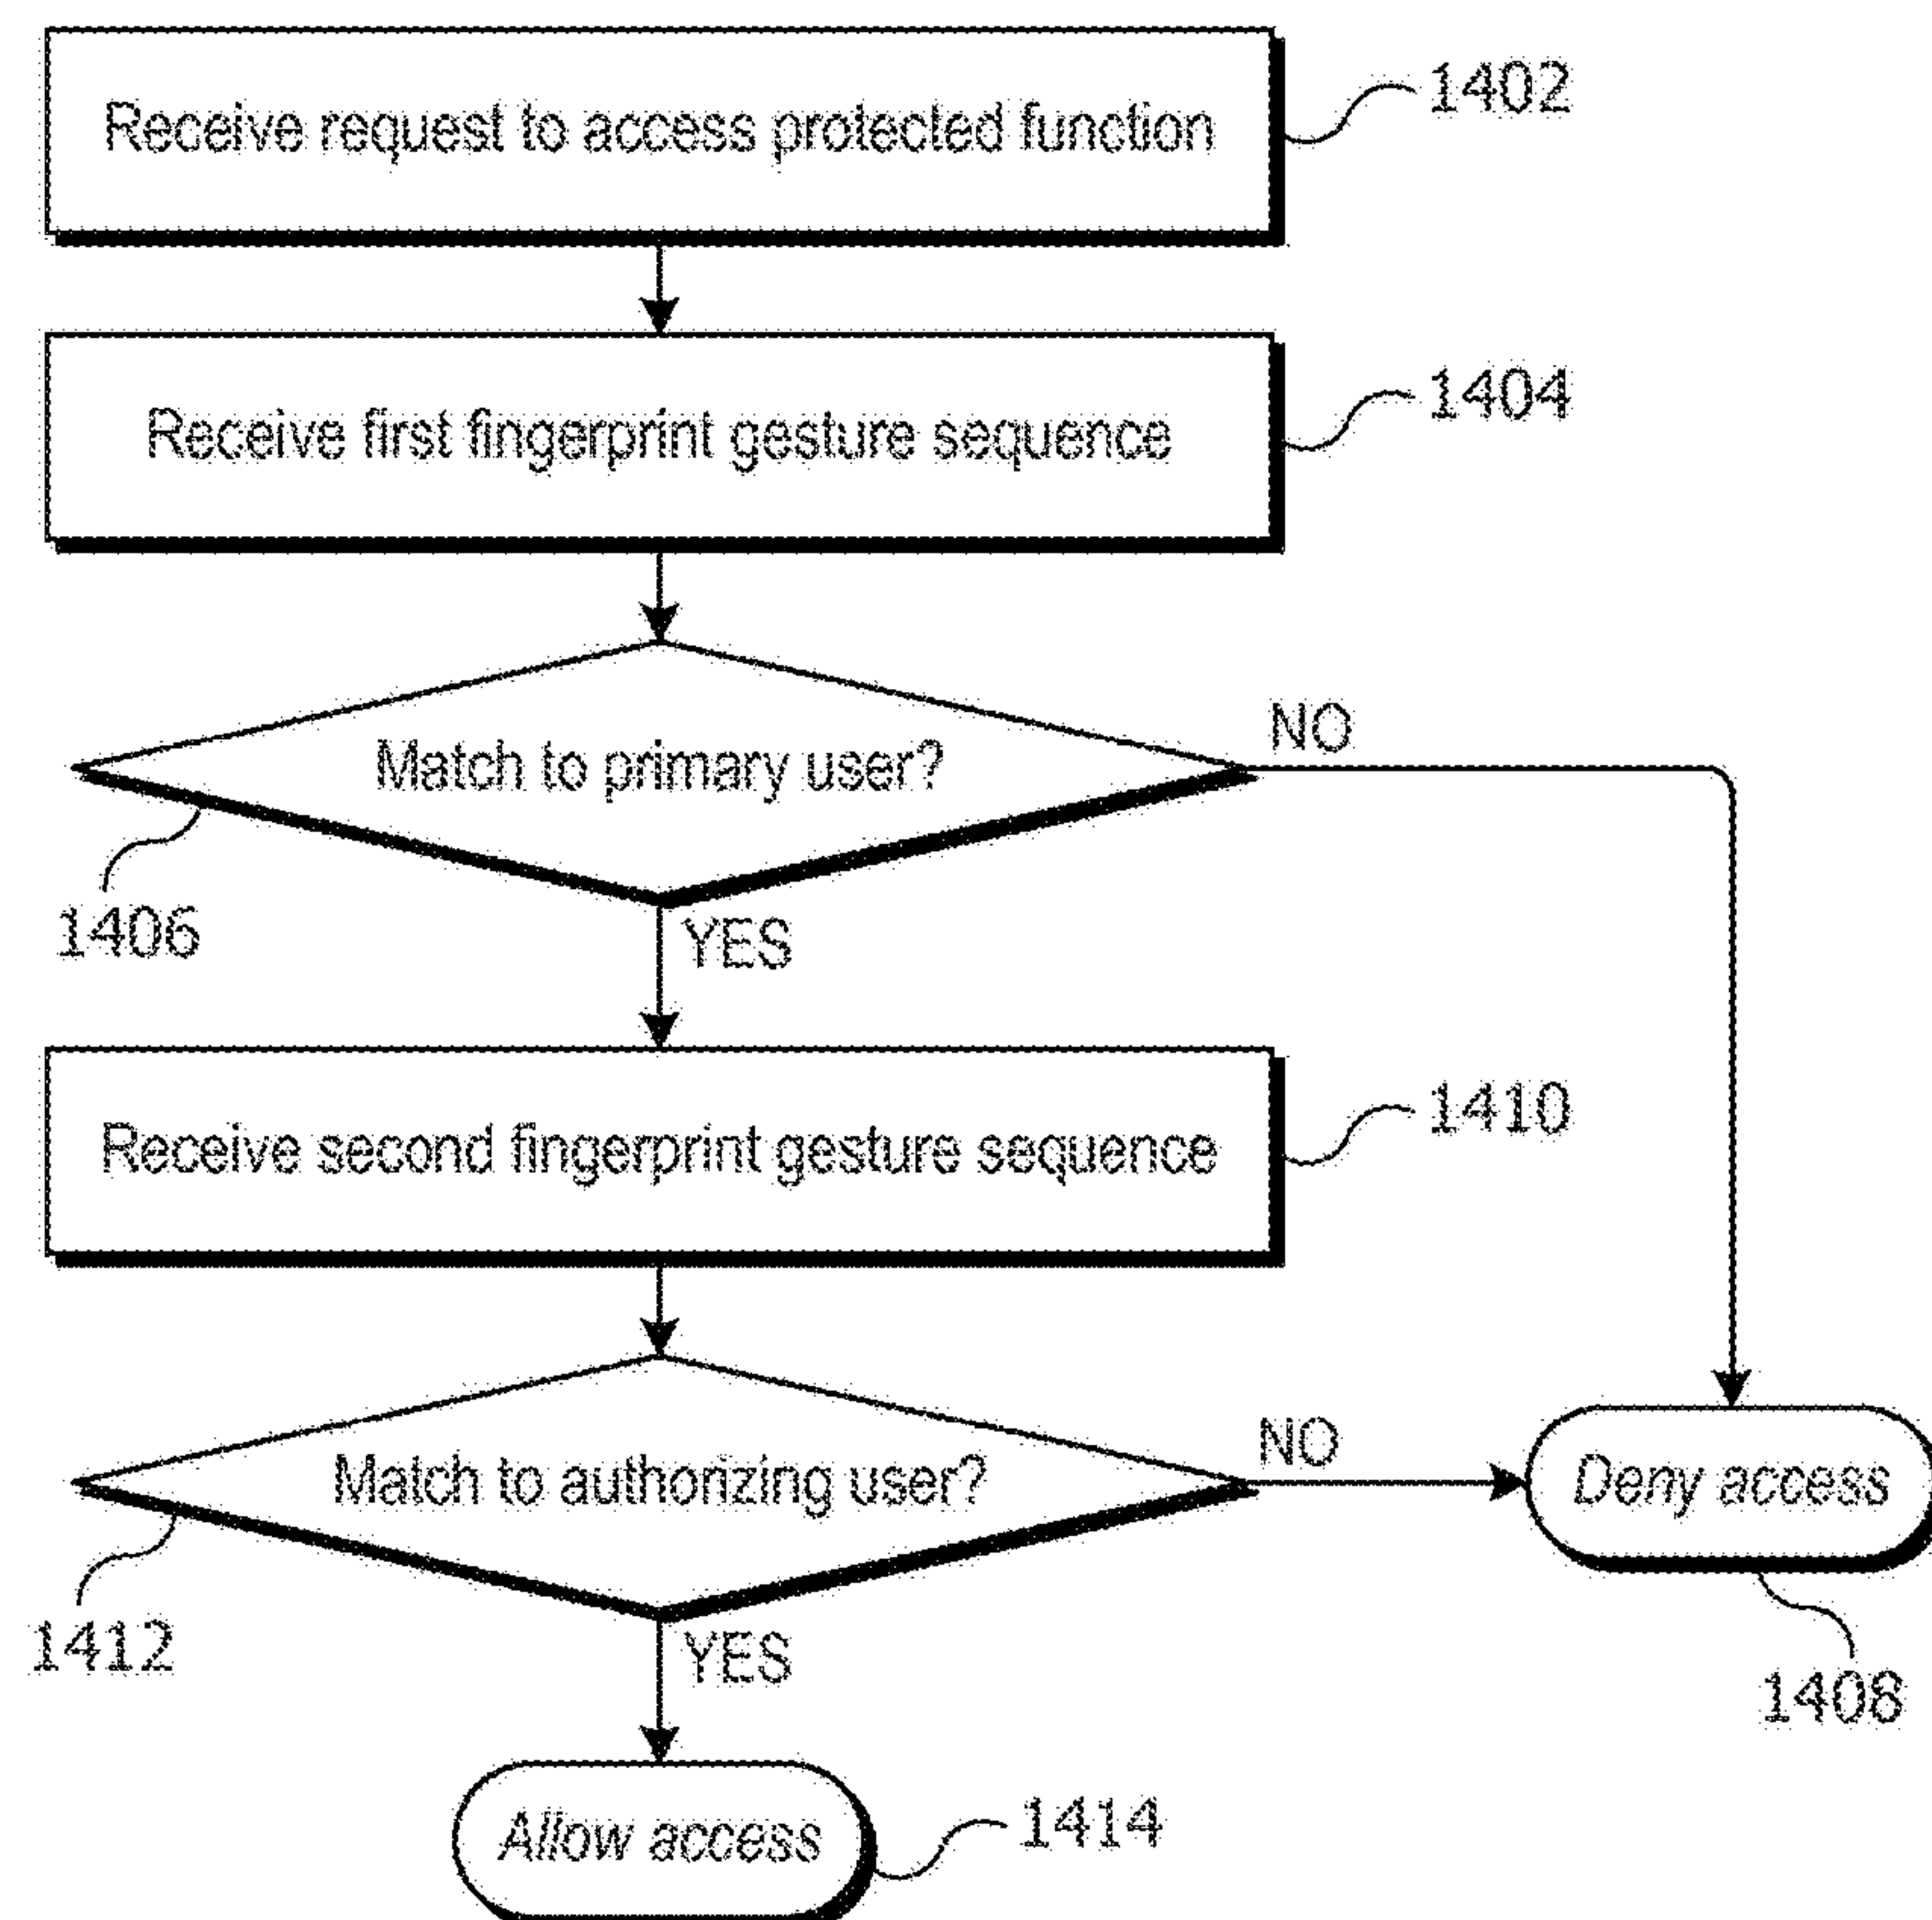 Receive request to access protected function
1402
Receive first fingerprint gesture sequence
1404
Match to primary user?
NO
1406
YES
Receive second fingerprint gesture sequence
1410
Match to authorizing user?
NO
Deny access
1412
YES
1408
Allow access
1414